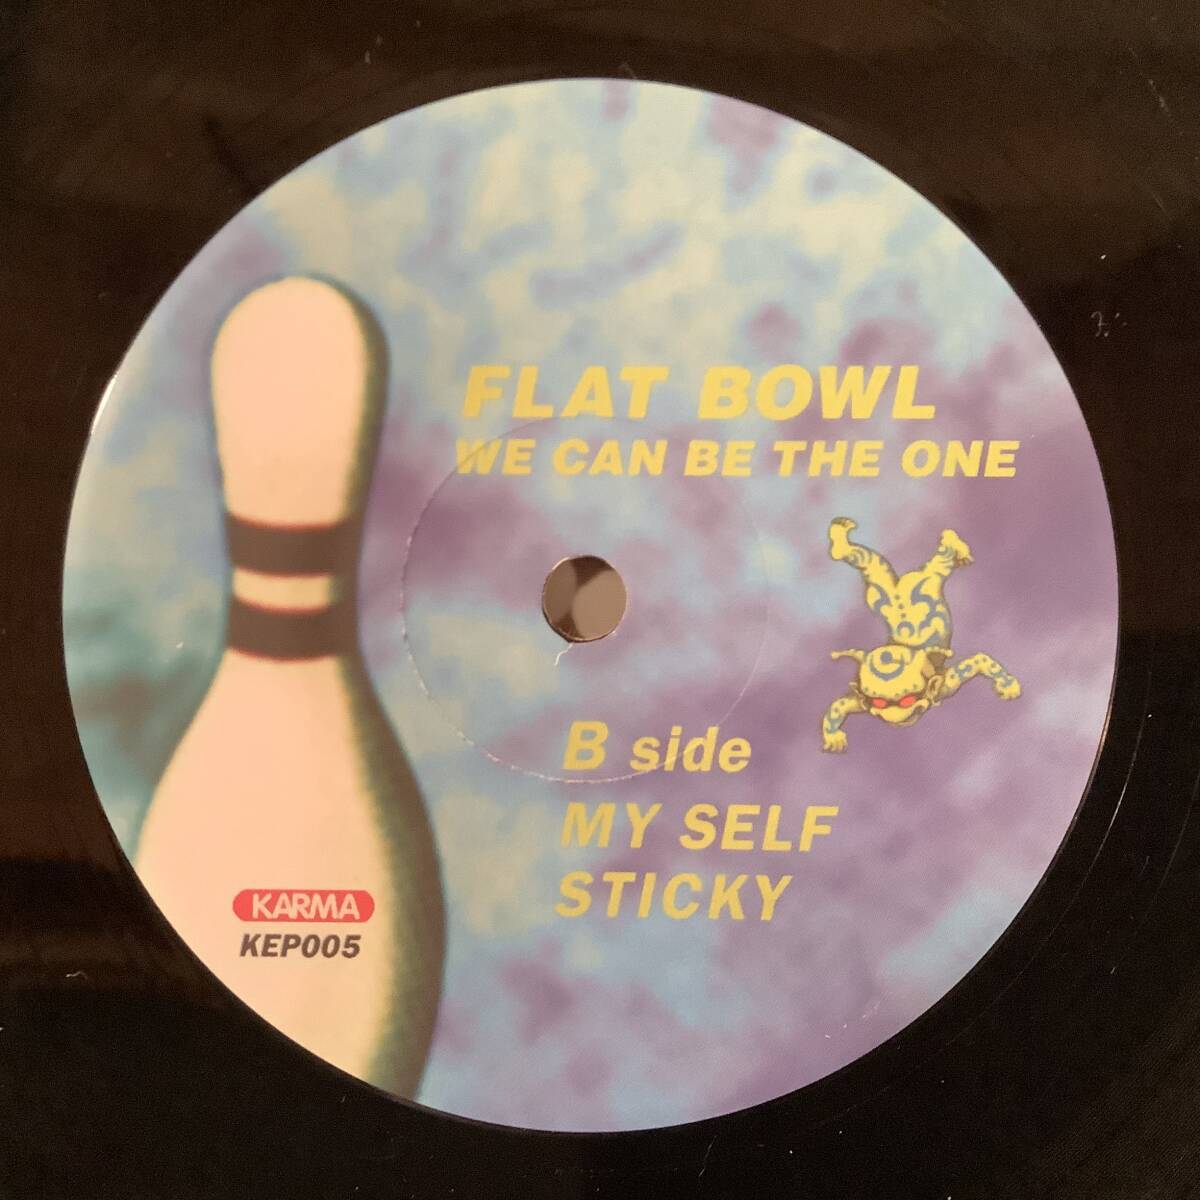 FLAT BOWL
WE CAN BE THE ONE
B side
MY SELF
STICKY
KARMA
KEP005